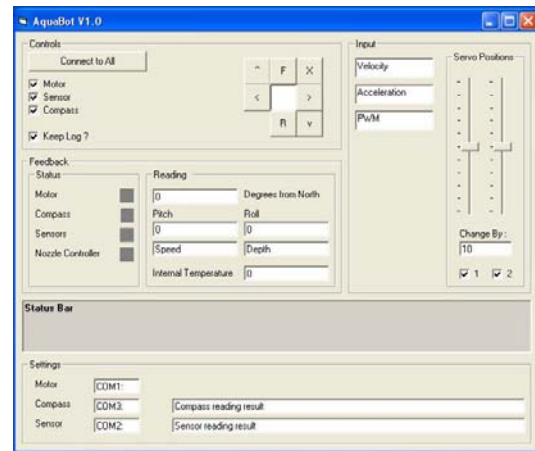 AquaBot V1.0
Controls
Connect to All
Motor
Sensor
Compass
Keep Log ?
^ F X
< >
R v
Input
Velocity
Acceleration
PWM
Servo Positions
Change By :
10
1 2
Feedback
Status
Motor
Compass
Sensors
Nozzle Controller
Reading
0 Degrees from North
Pitch Roll
0 0
Speed Depth
Internal Temperature 0
Status Bar
Settings
Motor COM1:
Compass COM3: Compass reading result
Sensor COM2: Sensor reading result